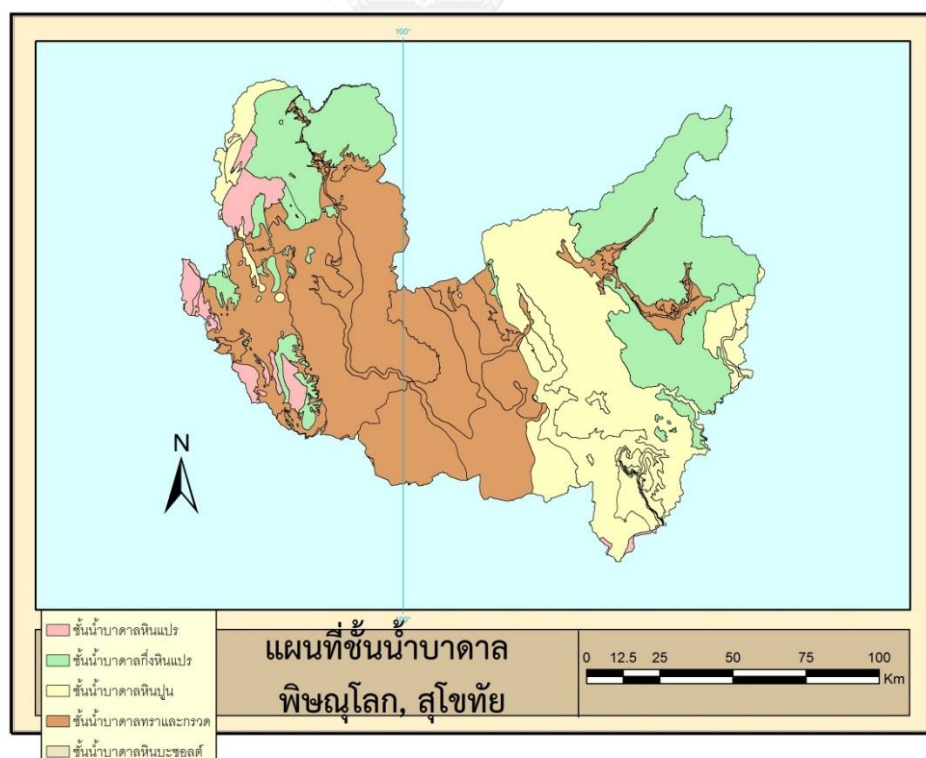 100°
N
100°
ชั้นน้ำบาดาลหินแปร
ชั้นน้ำบาดาลกึ่งหินแปร
ชั้นน้ำบาดาลหินปูน
ชั้นน้ำบาดาลทราและกรวด
ชั้นน้ำบาดาลหินบะซอลต์
แผนที่ชั้นน้ำบาดาล
พิษณุโลก, สุโขทัย
0 12.5 25 50 75 100
Km